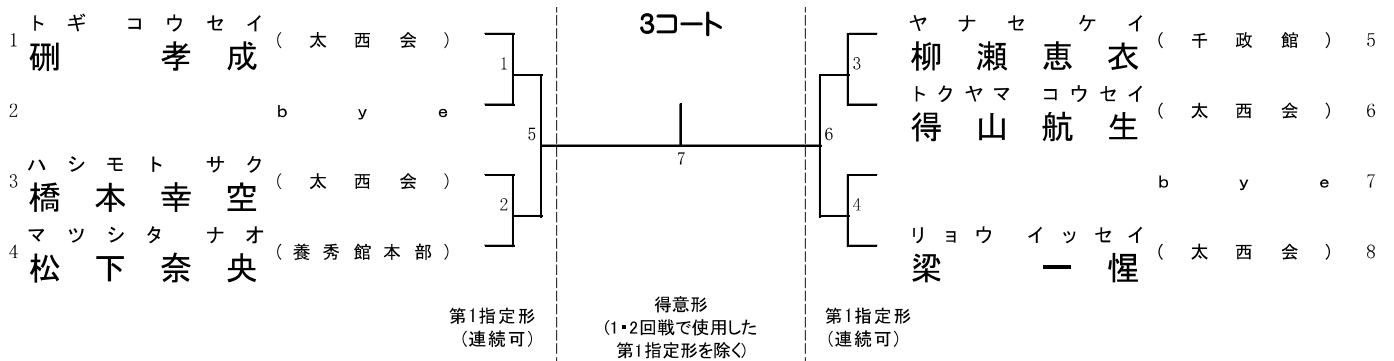 3コート
トギ コウセイ
1 硎 孝成 (太西会)
2 bye
ハシモト サク
3 橋本幸空 (太西会)
マツシタ ナオ
4 松下奈央 (養秀館本部)
1
2
5
7
6
3
4
ヤナセ ケイ
柳瀬恵衣 (千政館) 5
トクヤマ コウセイ
得山航生 (太西会) 6
bye 7
リョウ イッセイ
梁 一惺 (太西会) 8
第1指定形
(連続可)
得意形
(1・2回戦で使用した
第1指定形を除く)
第1指定形
(連続可)